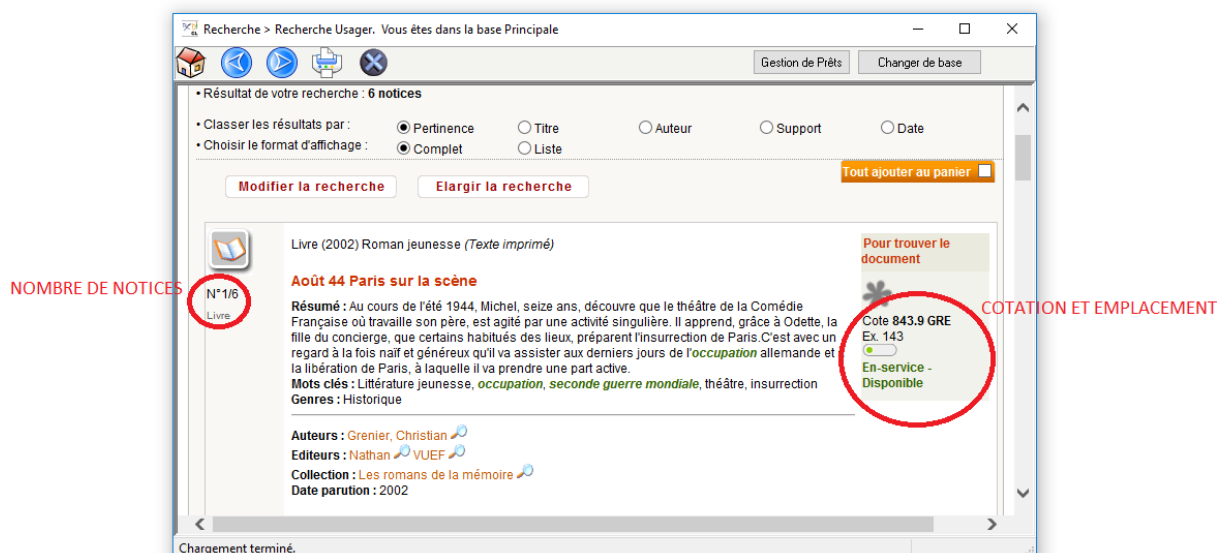 Recherche > Recherche Usager. Vous êtes dans la base Principale
Gestion de Prêts
Changer de base
• Résultat de votre recherche : 6 notices
• Classer les résultats par : Pertinence Titre Auteur Support Date
• Choisir le format d'affichage : Complet Liste
Tout ajouter au panier
Modifier la recherche Elargir la recherche
Livre (2002) Roman jeunesse (Texte imprimé)
Août 44 Paris sur la scène
NOMBRE DE NOTICES
N°1/6
Livre
Résumé : Au cours de l'été 1944, Michel, seize ans, découvre que le théâtre de la Comédie
Française où travaille son père, est agité par une activité singulière. Il apprend, grâce à Odette, la
fille du concierge, que certains habitués des lieux, préparent l'insurrection de Paris.C'est avec un
regard à la fois naïf et généreux qu'il va assister aux derniers jours de l'occupation allemande et
la libération de Paris, à laquelle il va prendre une part active.
Mots clés : Littérature jeunesse, occupation, seconde guerre mondiale, théâtre, insurrection
Genres : Historique
Auteurs : Grenier, Christian
Editeurs : Nathan VUEF
Collection : Les romans de la mémoire
Date parution : 2002
Pour trouver le
document
COTATION ET EMPLACEMENT
Cote 843.9 GRE
Ex. 143
En-service -
Disponible
Chargement terminé.